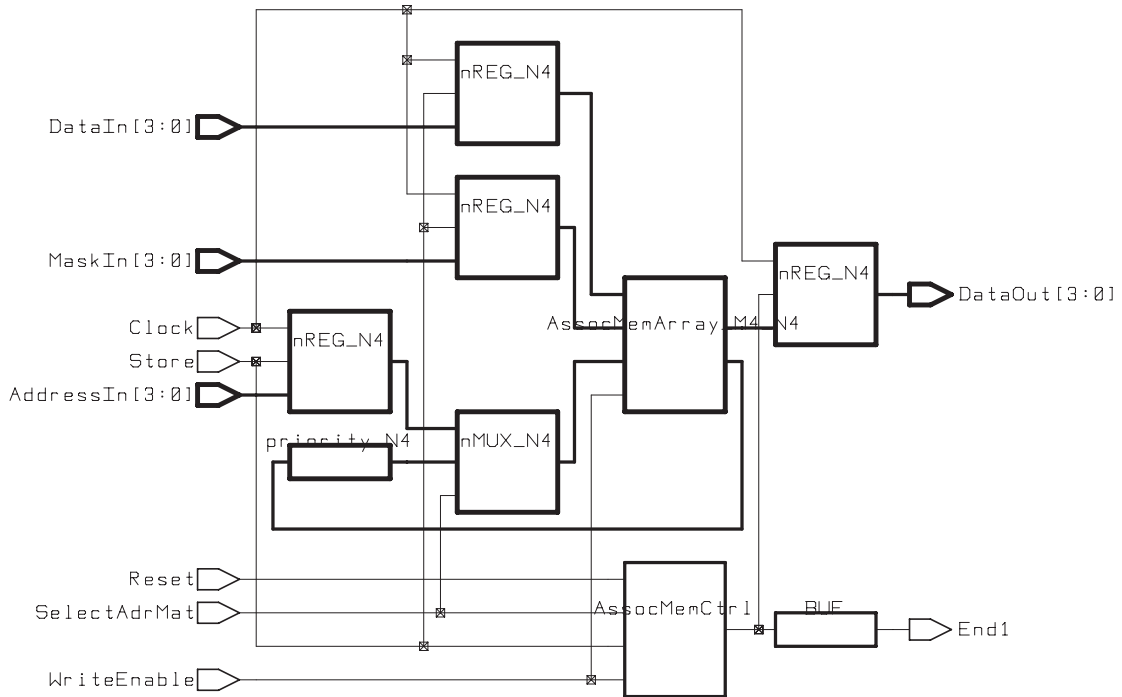 nREG_N4
DataIn[3:0]
nREG_N4
MaskIn[3:0]
nREG_N4
DataOut[3:0]
Clock
AssocMemArray_M4_N4
nREG_N4
Store
AddressIn[3:0]
priority_N4
nMUX_N4
Reset
SelectAdrMat
AssocMemCtrl
BUF
End1
WriteEnable